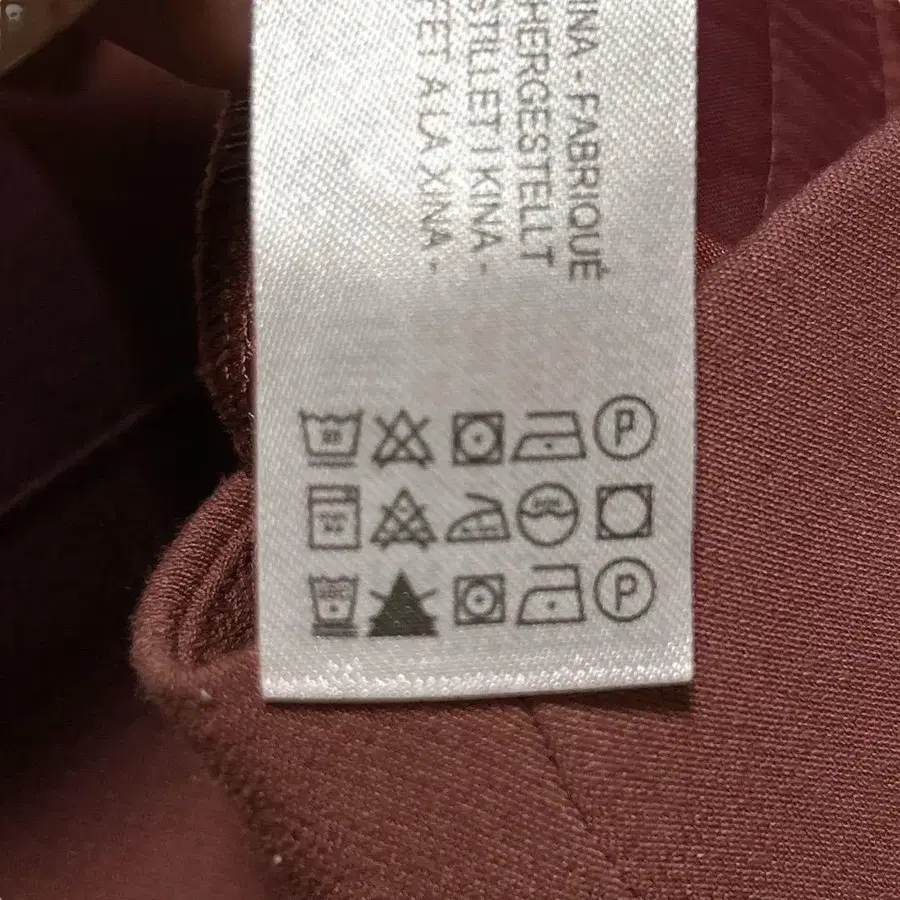 INA - FABRIQUÉ
HERGESTELLT
STILLET I KINA -
FET A LA XINA -
P
P